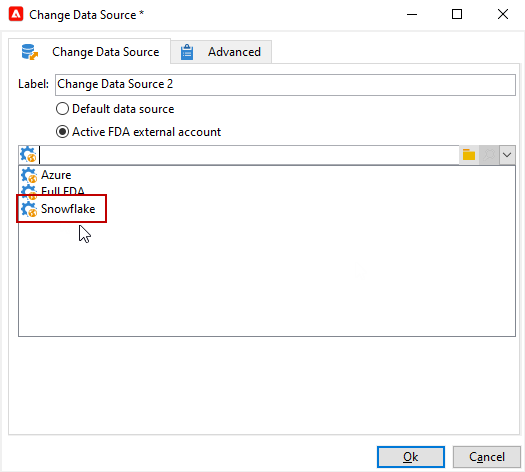 Change Data Source *
Change Data Source
Advanced
Label: Change Data Source 2
Default data source
Active FDA external account
Azure
Full FDA
Snowflake
Ok
Cancel